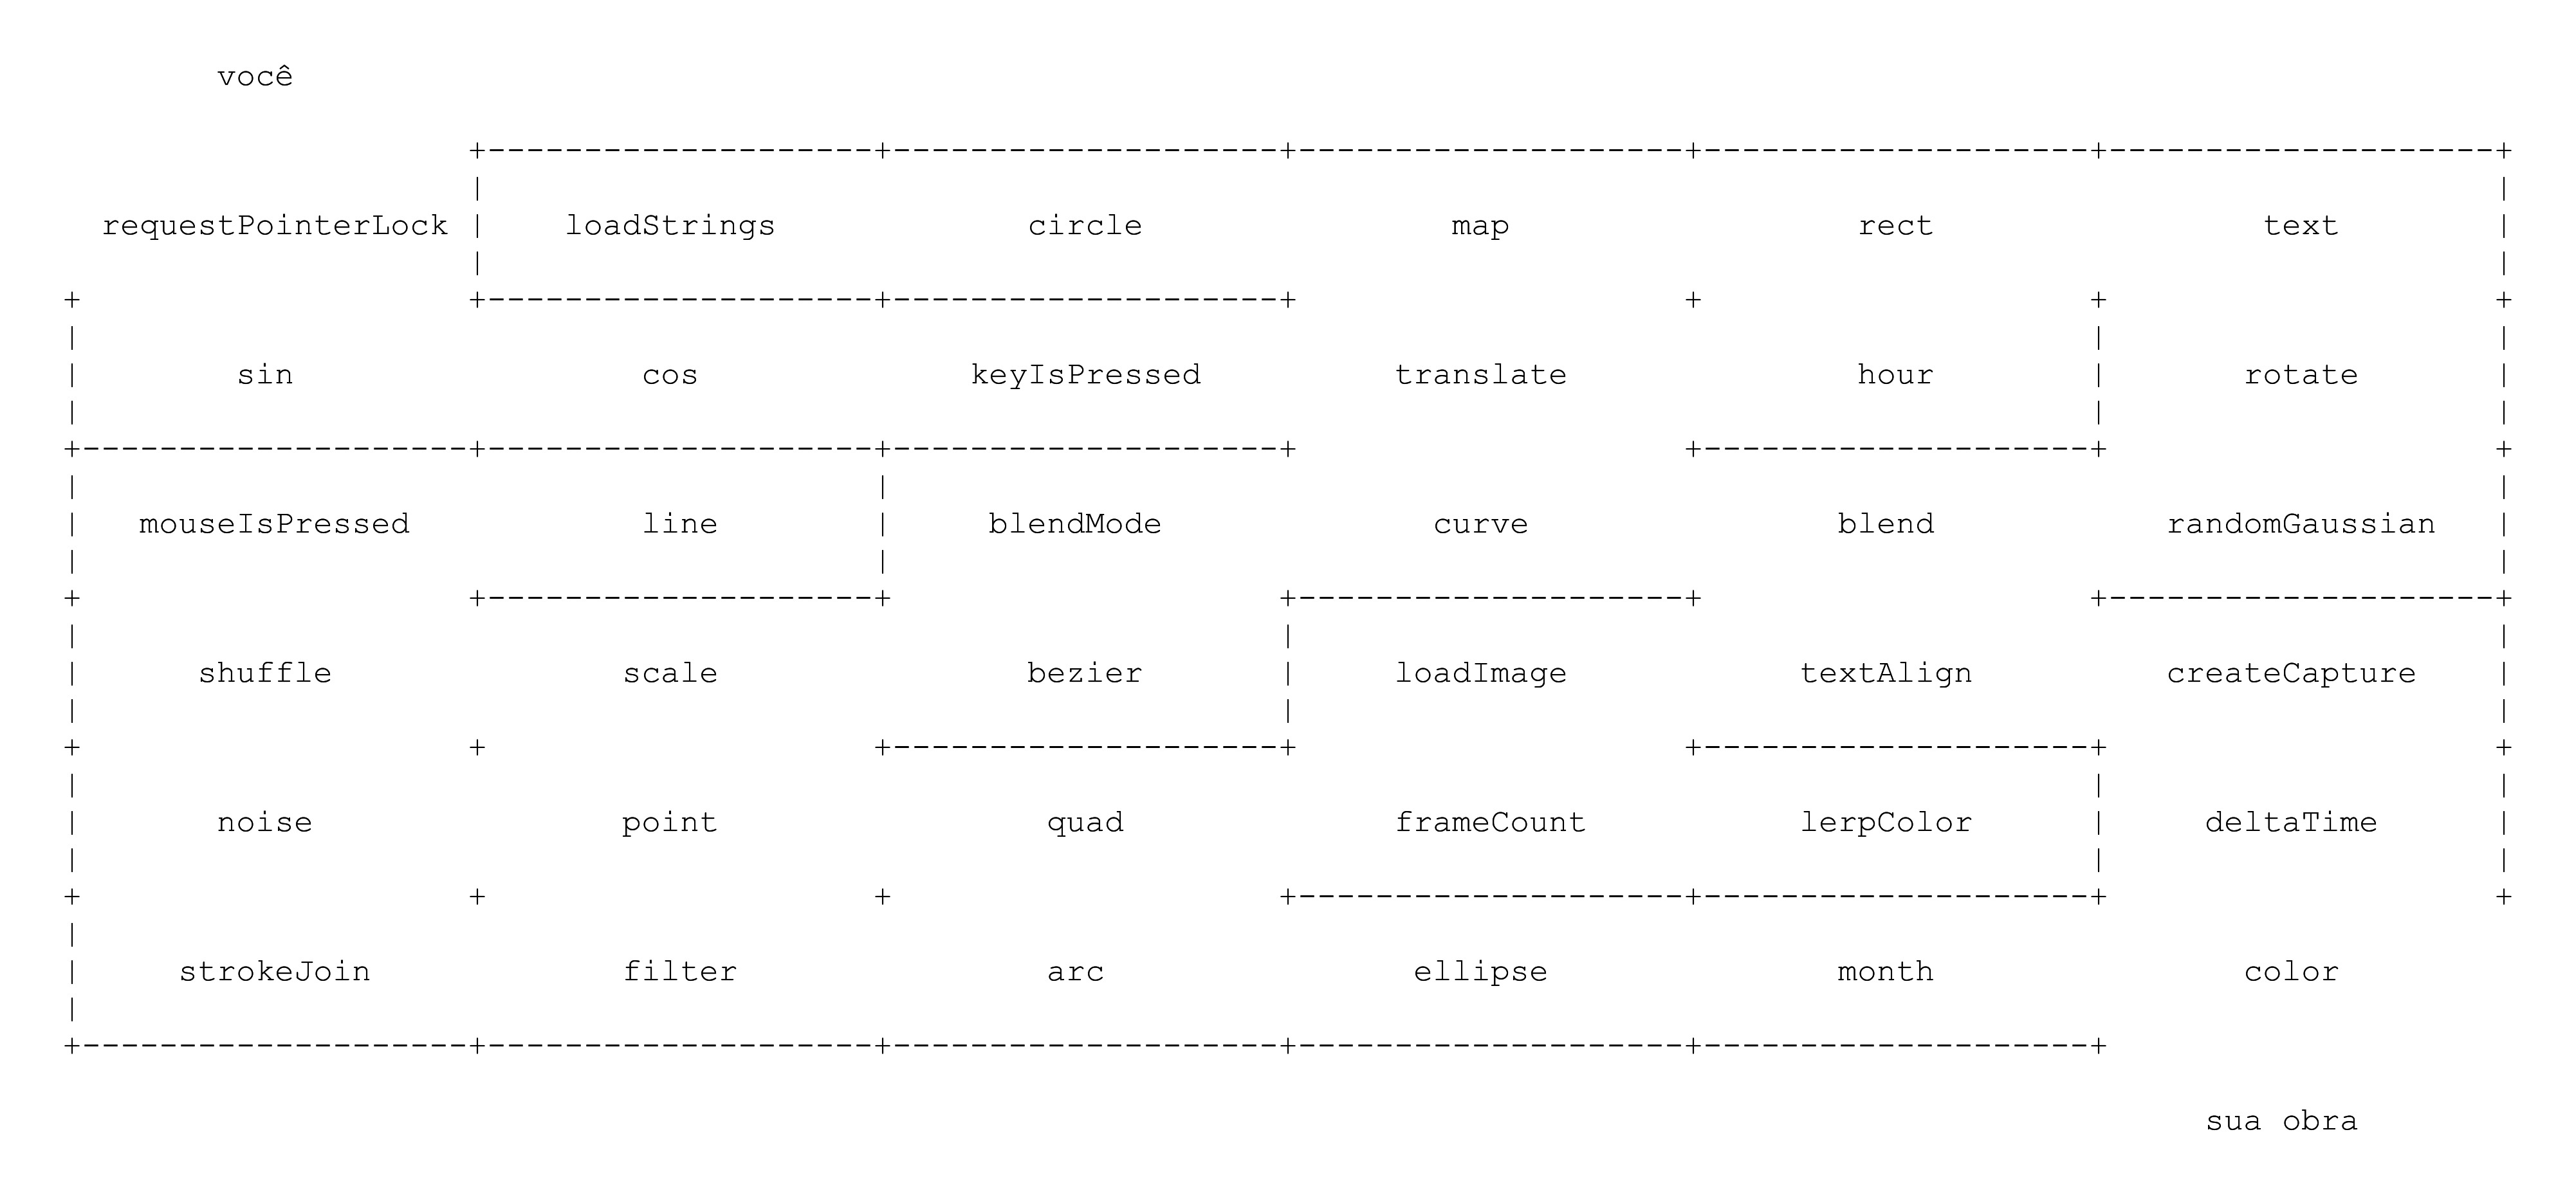 você
requestPointerLock loadStrings circle map rect text
sin cos keyIsPressed translate hour rotate
mouseIsPressed line blendMode curve blend randomGaussian
shuffle scale bezier loadImage textAlign createCapture
noise point quad frameCount lerpColor deltaTime
strokeJoin filter arc ellipse month color
sua obra